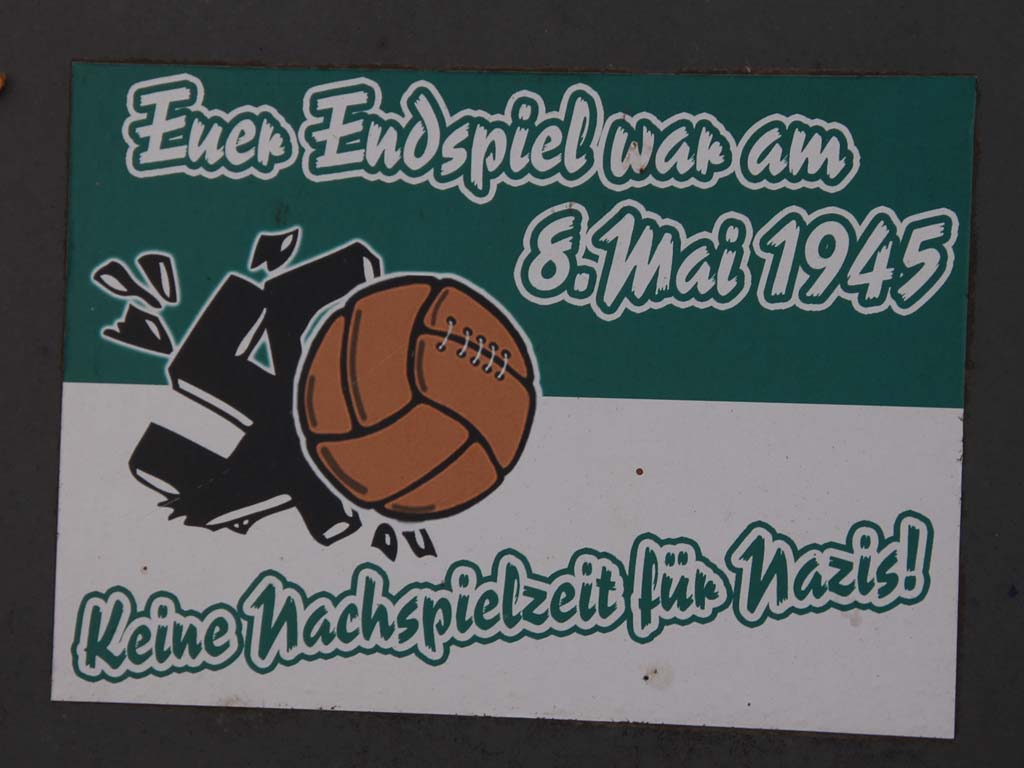 Euer Endspiel war am
8. Mai 1945
Keine Nachspielzeit für Nazis!